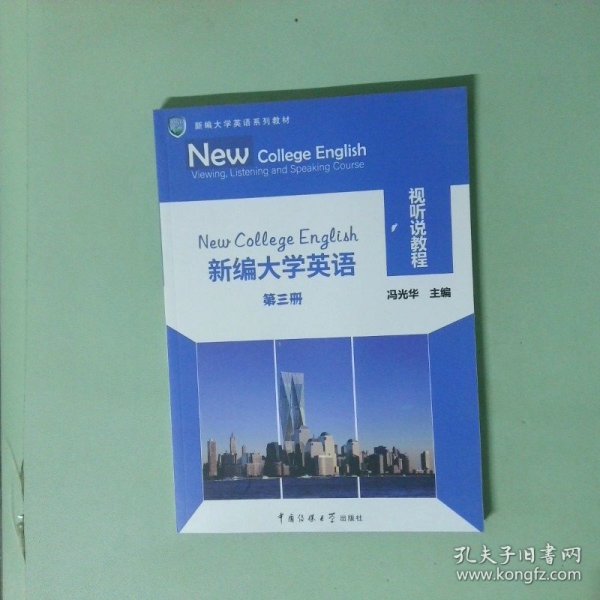 新编大学英语系列教材
New College English
Viewing, Listening and Speaking Course
视听说教程
New College English
新编大学英语
第三册
冯光华 主编
中国传媒大学出版社
孔夫子旧书网
www.kongfz.com